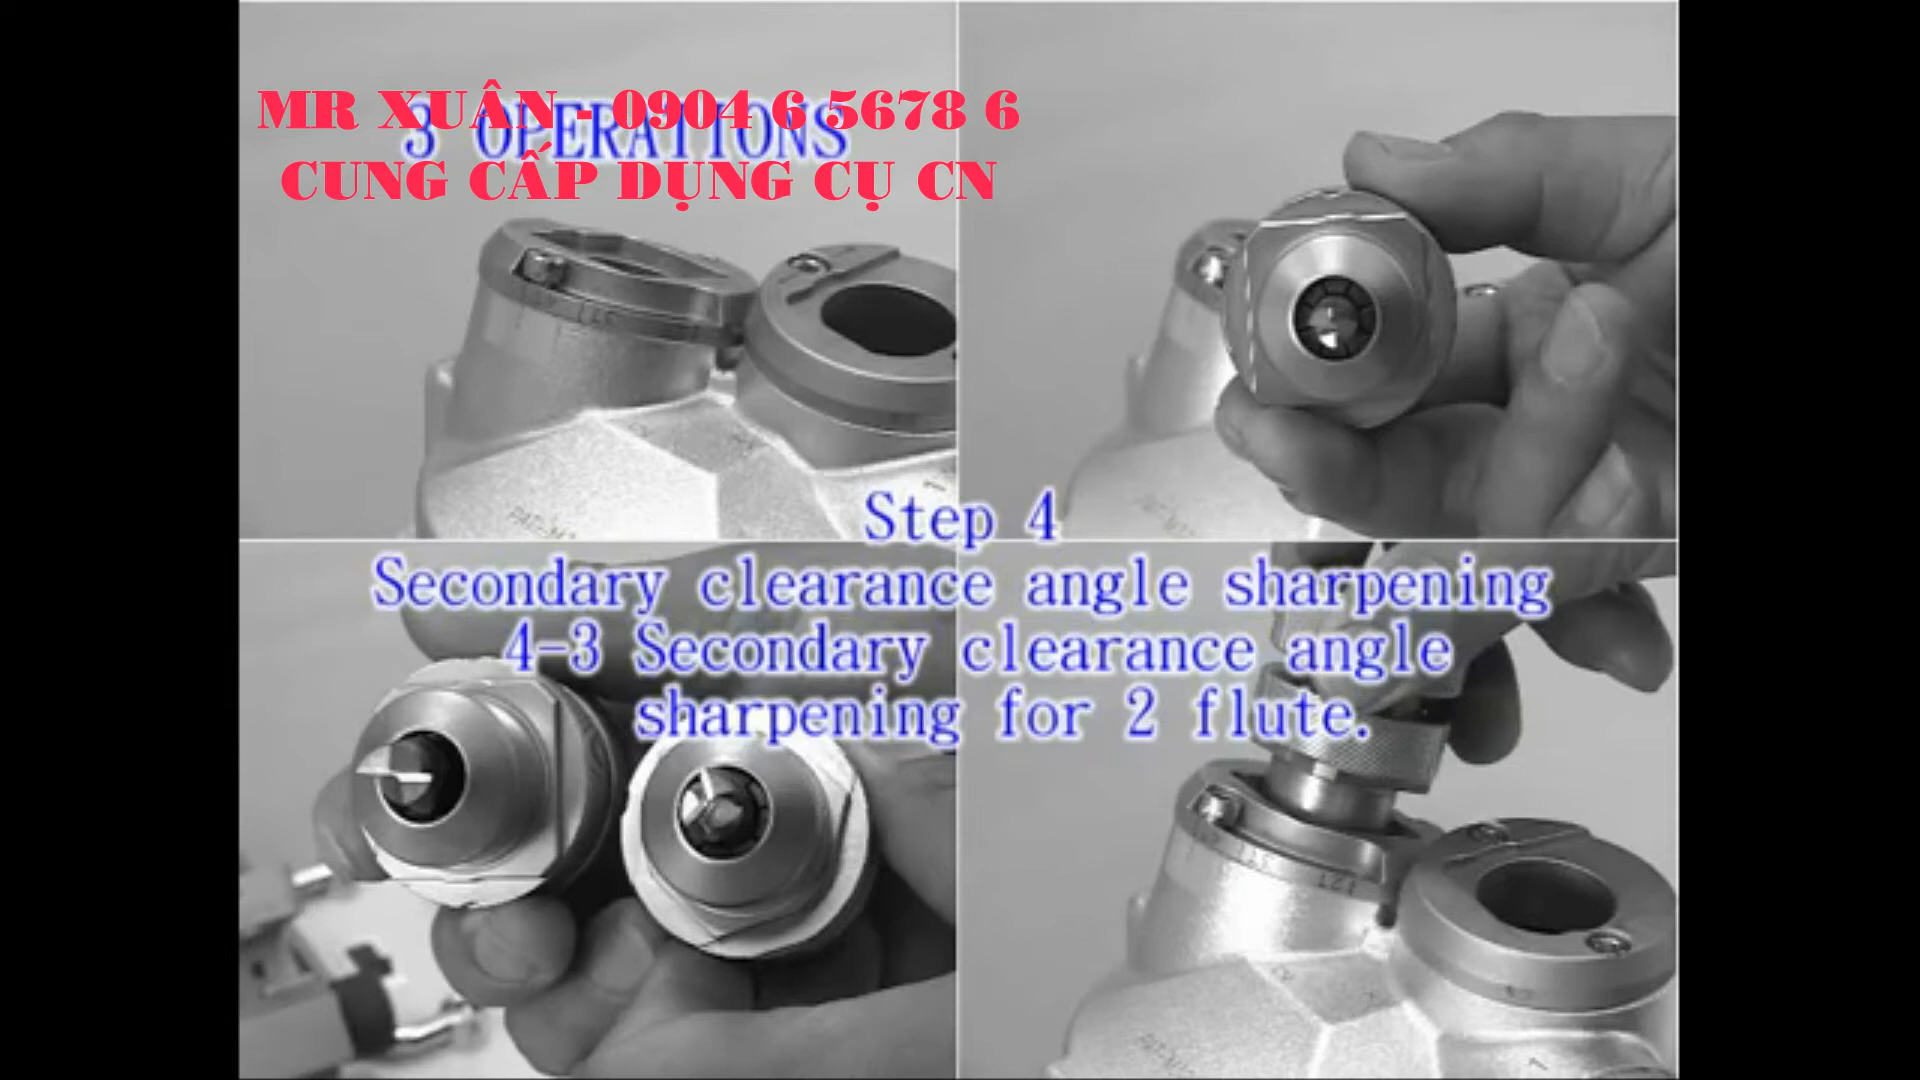 MR XUÂN - 0904 6 5678 6
3 OPERATIONS
CUNG CẤP DỤNG CỤ CN
Step 4
Secondary clearance angle sharpening
4-3 Secondary clearance angle
sharpening for 2 flute.